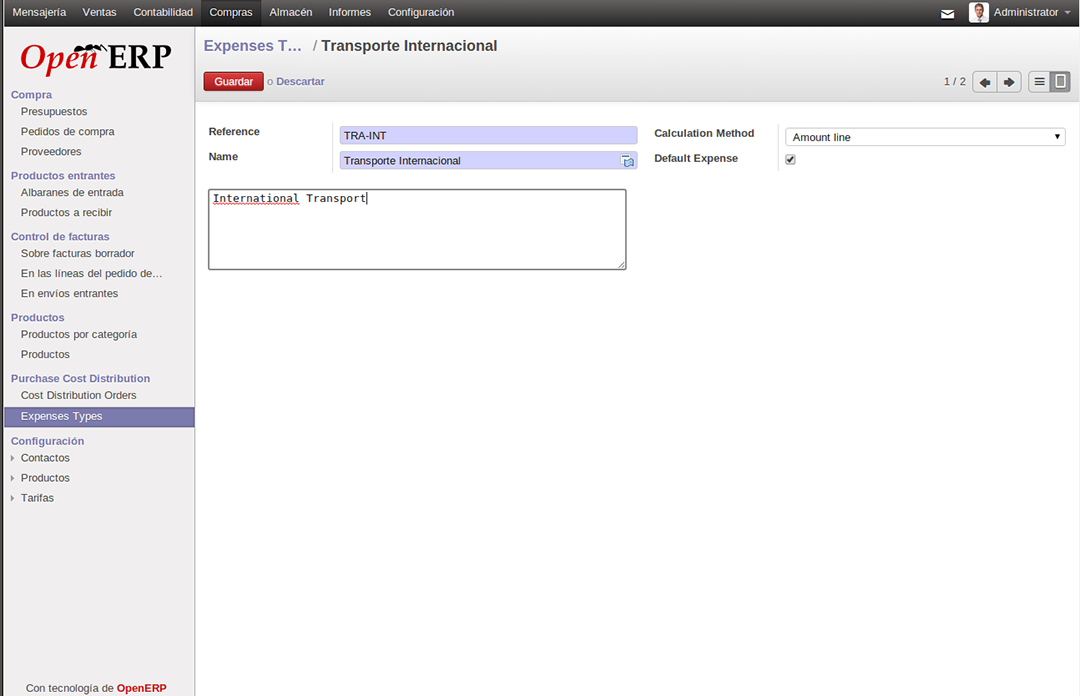 Mensajería Ventas Contabilidad Compras Almacén Informes Configuración Administrator
Open ERP
Compra
Presupuestos
Pedidos de compra
Proveedores
Productos entrantes
Albaranes de entrada
Productos a recibir
Control de facturas
Sobre facturas borrador
En las líneas del pedido de…
En envíos entrantes
Productos
Productos por categoría
Productos
Purchase Cost Distribution
Cost Distribution Orders
Expenses Types
Configuración
Contactos
Productos
Tarifas
Con tecnología de OpenERP
Expenses T… / Transporte Internacional
Guardar o Descartar
1 / 2
Reference TRA-INT
Name Transporte Internacional
Calculation Method Amount line
Default Expense
International Transport